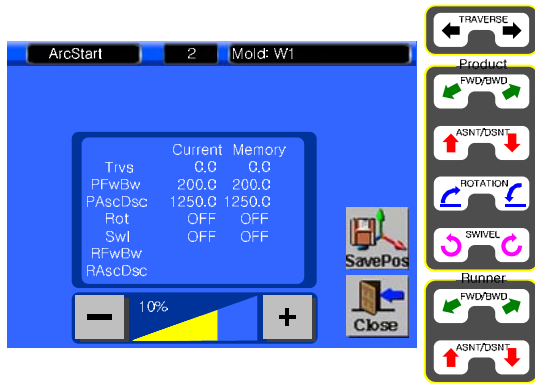 ArcStart 2 Mold: W1
Current Memory
Trvs 0.0 0.0
PFwBw 200.0 200.0
PAscDsc 1250.0 1250.0
Rot OFF OFF
Swl OFF OFF
RFwBw
RAscDsc
10%
SavePos
Close
TRAVERSE
Product
FWD/BWD
ASNT/DSNT
ROTATION
SWIVEL
Runner
FWD/BWD
ASNT/DSNT